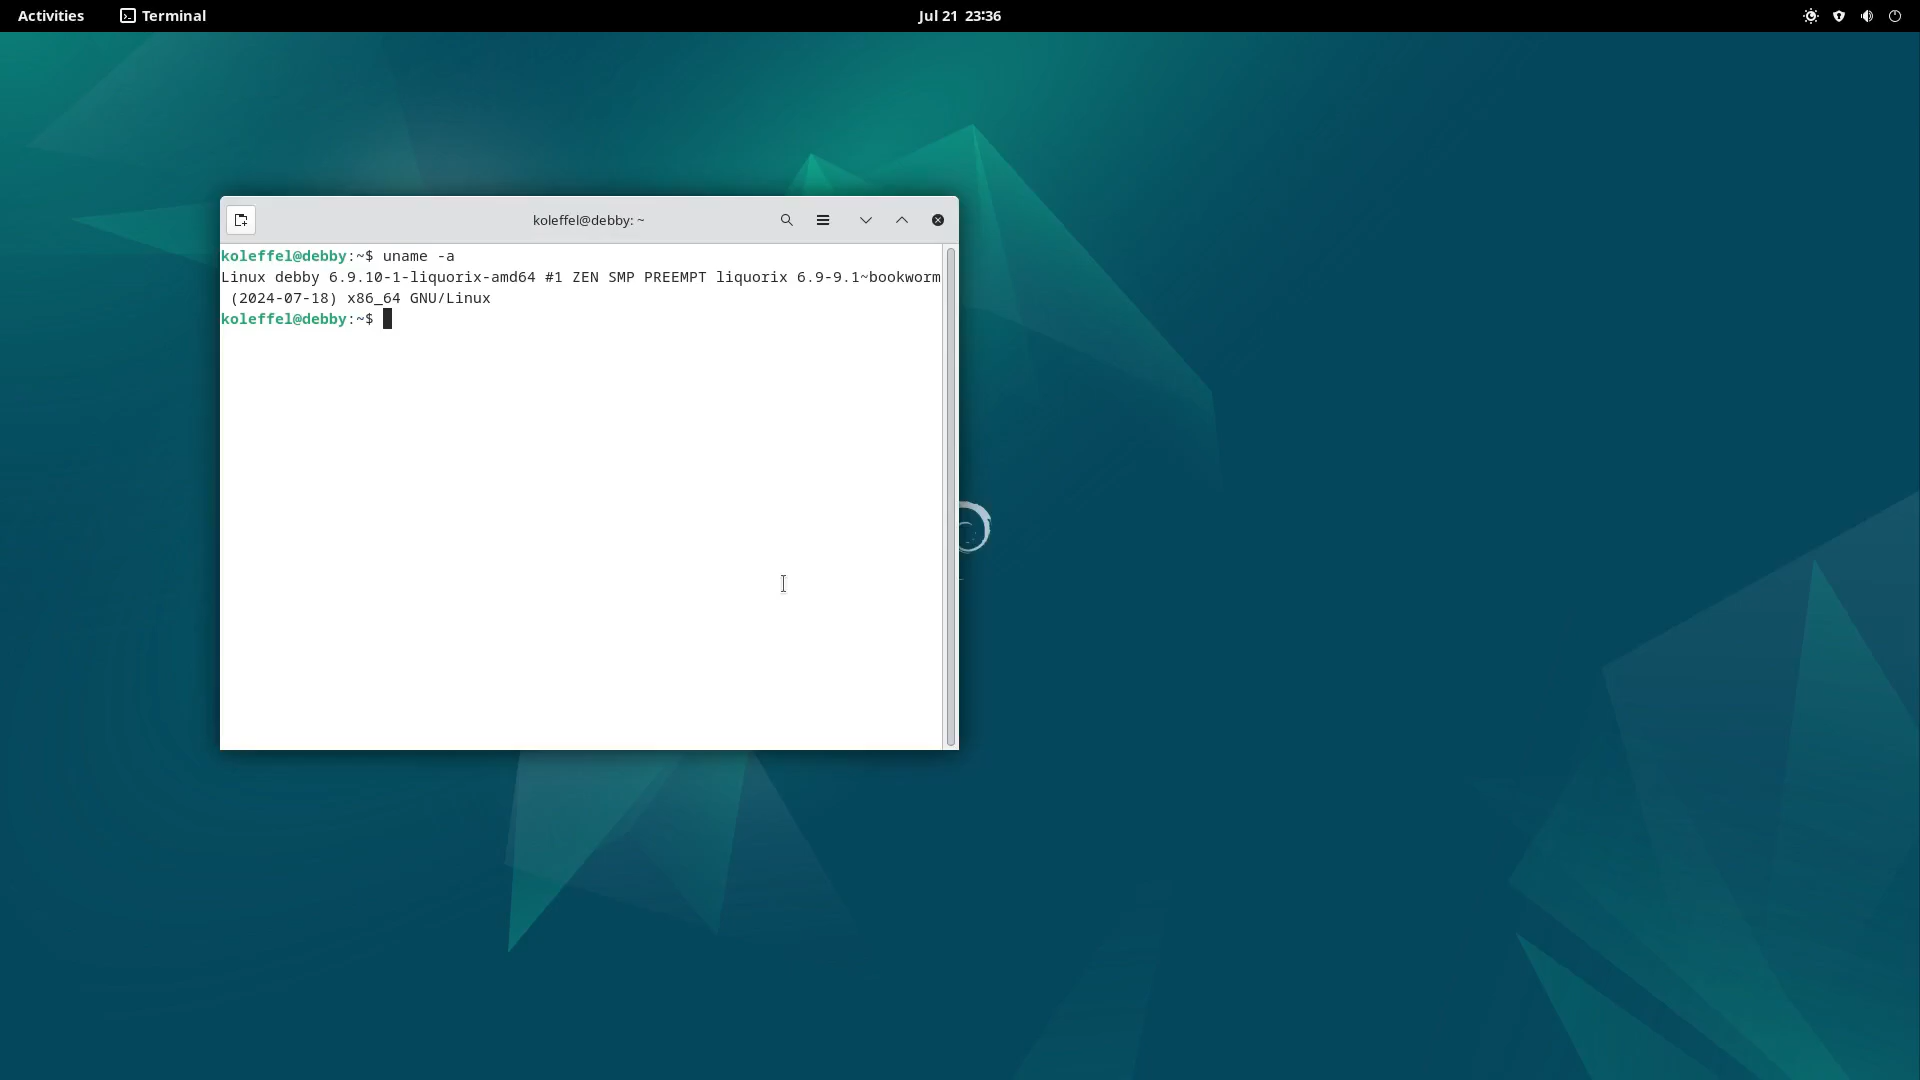 Activities Terminal Jul 21 23:36
koleffel@debby: ~
koleffel@debby:~$ uname -a
Linux debby 6.9.10-1-liquorix-amd64 #1 ZEN SMP PREEMPT liquorix 6.9-9.1~bookworm
(2024-07-18) x86_64 GNU/Linux
koleffel@debby:~$